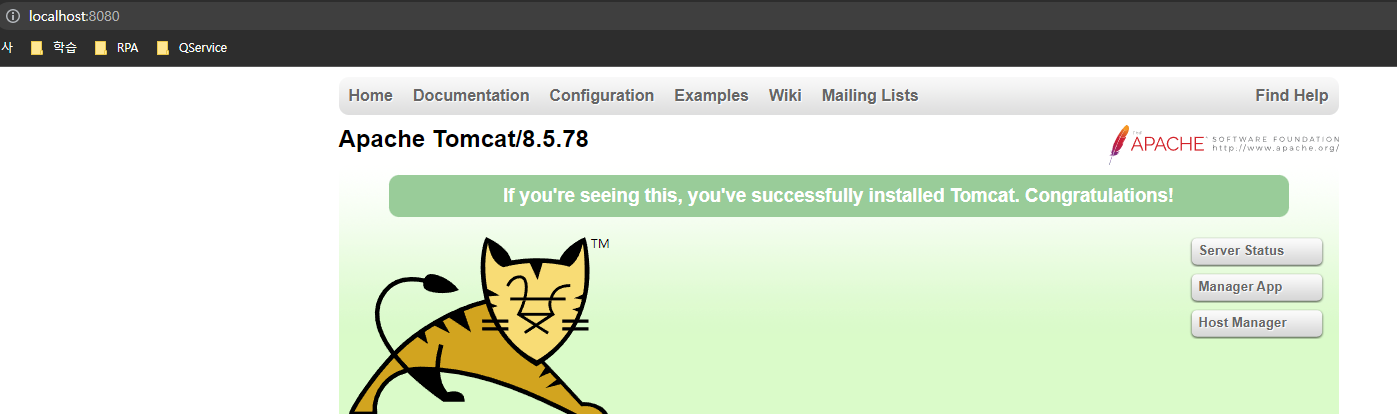 localhost:8080
사 학습 RPA QService
Home Documentation Configuration Examples Wiki Mailing Lists Find Help
Apache Tomcat/8.5.78
THE APACHE SOFTWARE FOUNDATION
http://www.apache.org/
If you're seeing this, you've successfully installed Tomcat. Congratulations!
TM
Server Status
Manager App
Host Manager